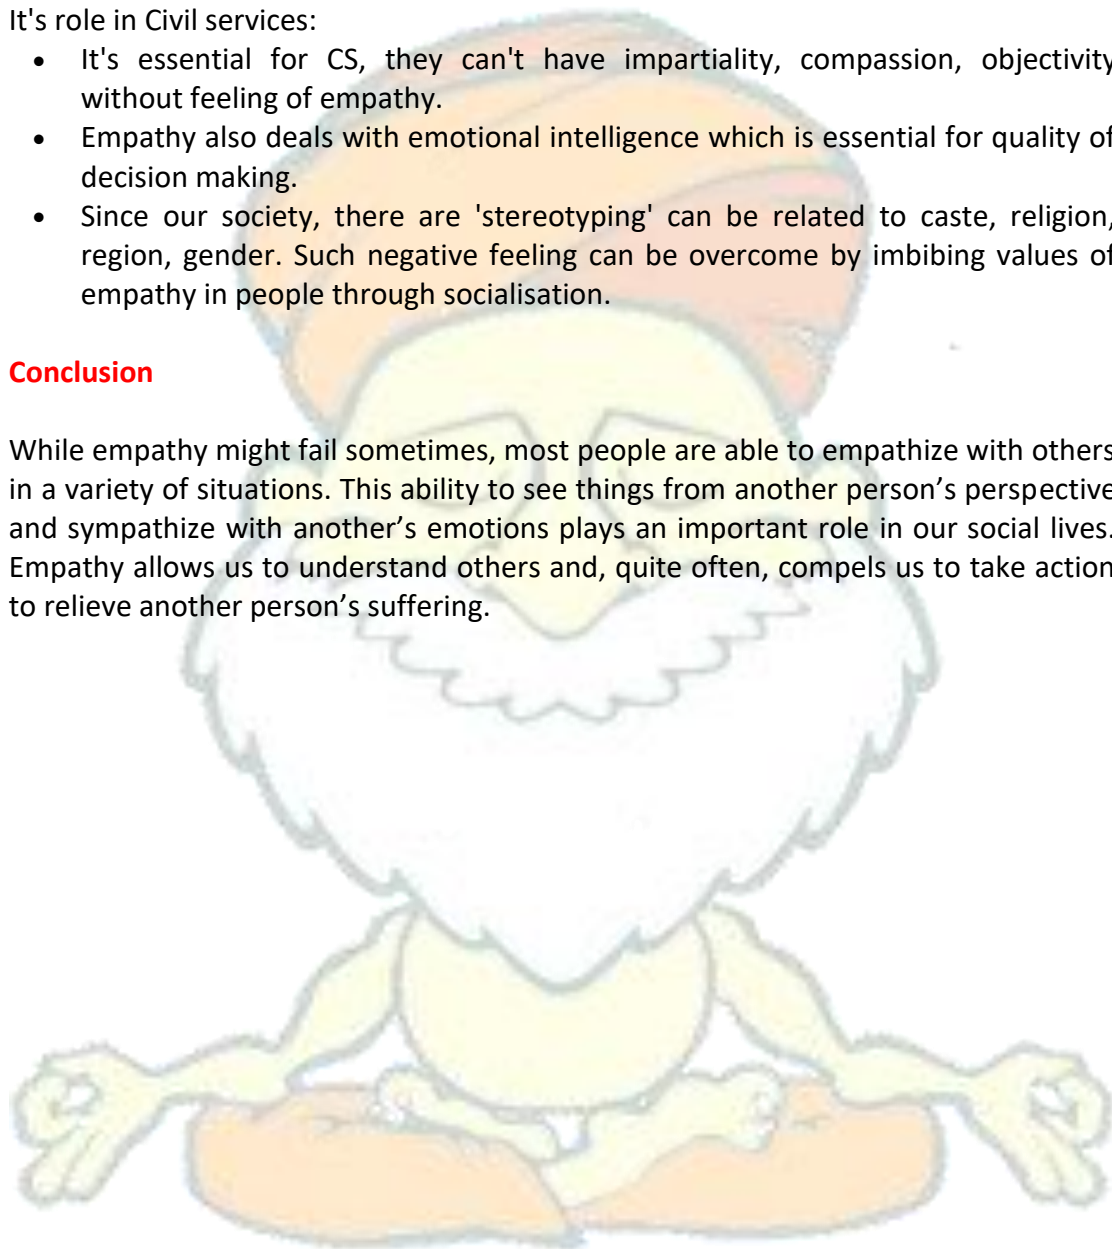 It's role in Civil services:
• It's essential for CS, they can't have impartiality, compassion, objectivity
without feeling of empathy.
• Empathy also deals with emotional intelligence which is essential for quality of
decision making.
• Since our society, there are 'stereotyping' can be related to caste, religion,
region, gender. Such negative feeling can be overcome by imbibing values of
empathy in people through socialisation.
Conclusion
While empathy might fail sometimes, most people are able to empathize with others
in a variety of situations. This ability to see things from another person’s perspective
and sympathize with another’s emotions plays an important role in our social lives.
Empathy allows us to understand others and, quite often, compels us to take action
to relieve another person’s suffering.